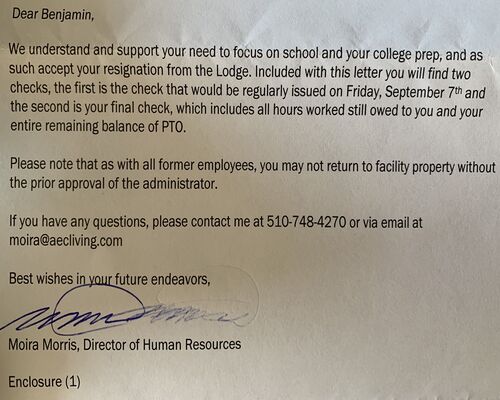 Dear Benjamin,
We understand and support your need to focus on school and your college prep, and as
such accept your resignation from the Lodge. Included with this letter you will find two
checks, the first is the check that would be regularly issued on Friday, September 7th and
the second is your final check, which includes all hours worked still owed to you and your
entire remaining balance of PTO.
Please note that as with all former employees, you may not return to facility property without
the prior approval of the administrator.
If you have any questions, please contact me at 510-748-4270 or via email at
moira@aecliving.com
Best wishes in your future endeavors,
Moira Morris, Director of Human Resources
Enclosure (1)